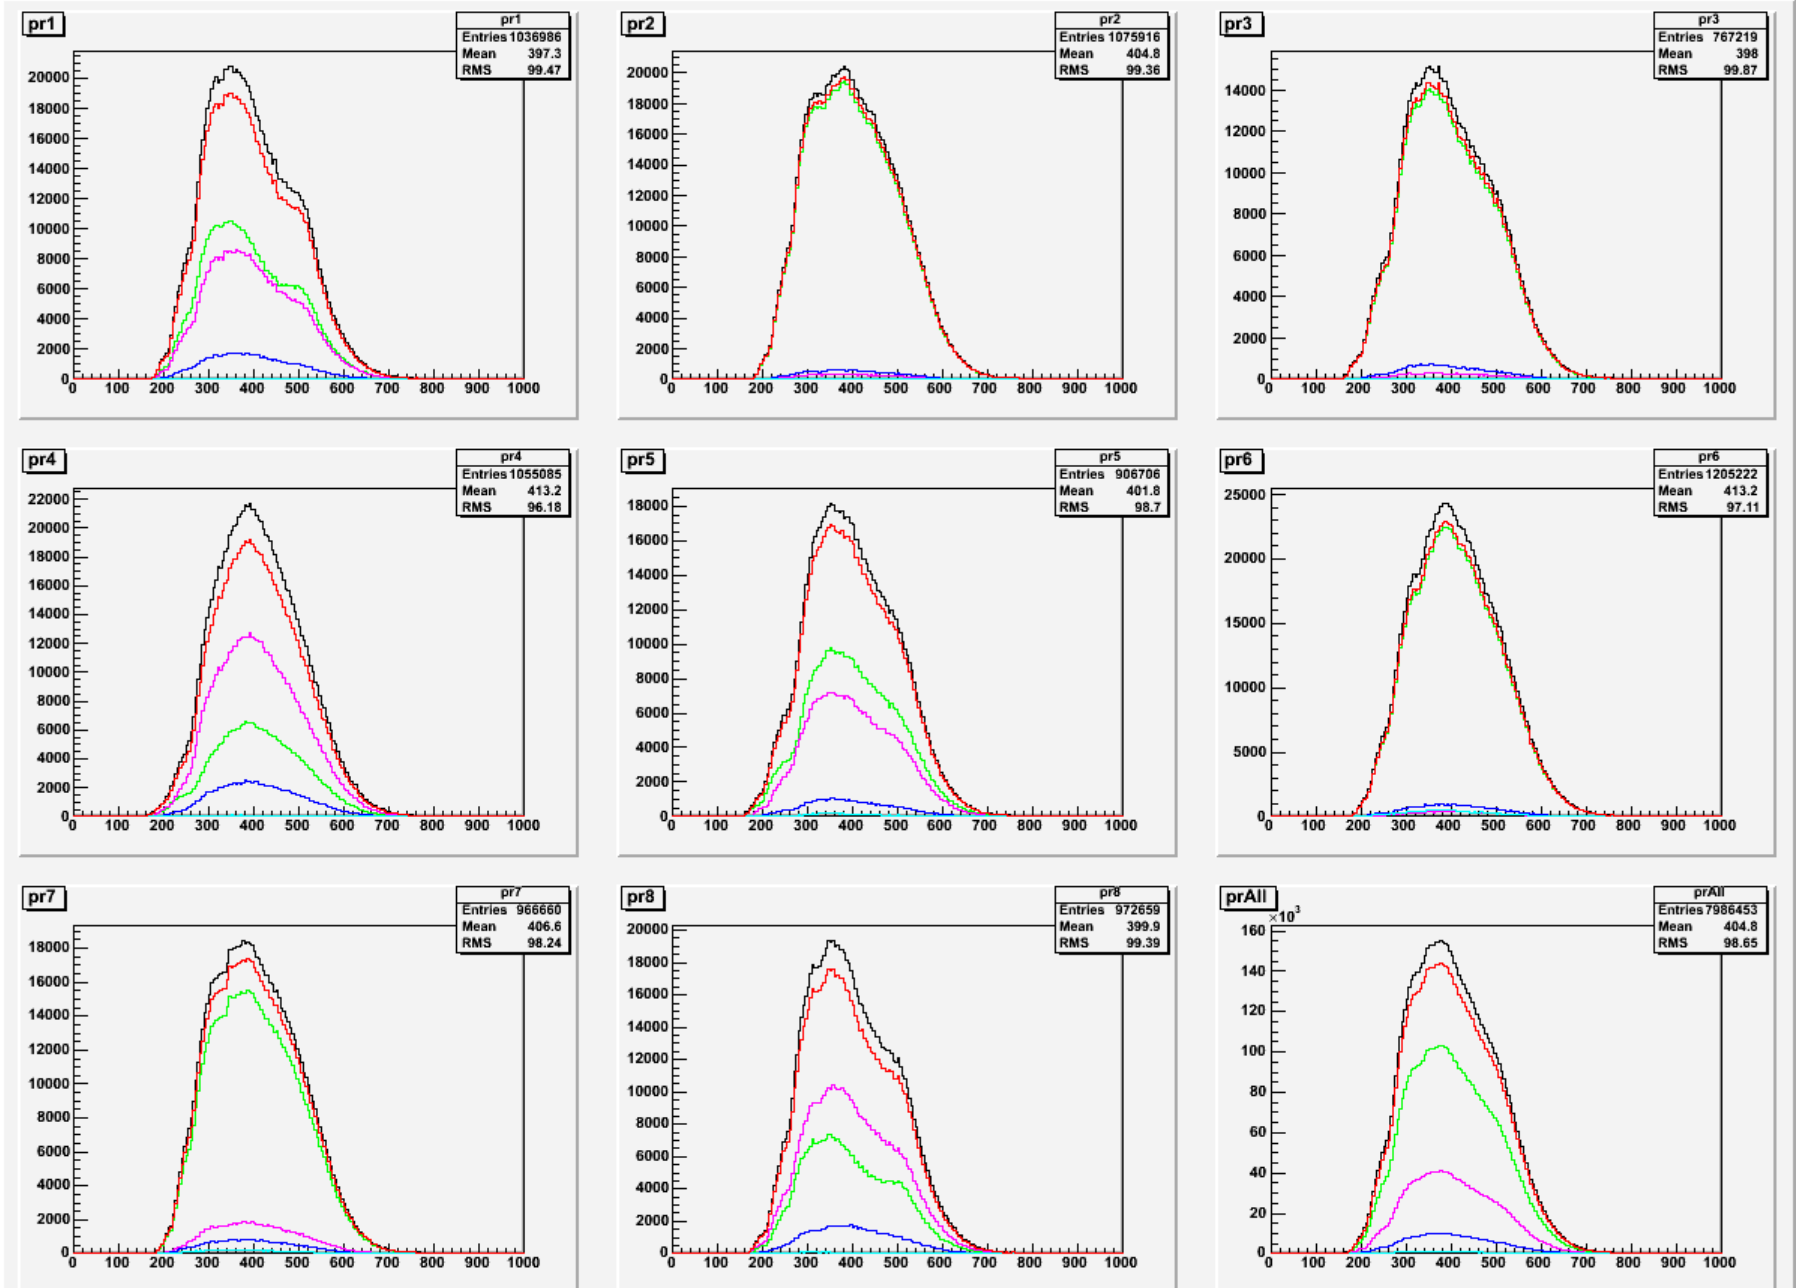 pr1
pr1
Entries 1036986
Mean 397.3
RMS 99.47
20000
18000
16000
14000
12000
10000
8000
6000
4000
2000
0
0 100 200 300 400 500 600 700 800 900 1000
pr2
pr2
Entries 1075916
Mean 404.8
RMS 99.36
20000
18000
16000
14000
12000
10000
8000
6000
4000
2000
0
0 100 200 300 400 500 600 700 800 900 1000
pr3
pr3
Entries 767219
Mean 398
RMS 99.87
14000
12000
10000
8000
6000
4000
2000
0
0 100 200 300 400 500 600 700 800 900 1000
pr4
pr4
Entries 1055085
Mean 413.2
RMS 96.18
22000
20000
18000
16000
14000
12000
10000
8000
6000
4000
2000
0
0 100 200 300 400 500 600 700 800 900 1000
pr5
pr5
Entries 906706
Mean 401.8
RMS 98.7
18000
16000
14000
12000
10000
8000
6000
4000
2000
0
0 100 200 300 400 500 600 700 800 900 1000
pr6
pr6
Entries 1205222
Mean 413.2
RMS 97.11
25000
20000
15000
10000
5000
0
0 100 200 300 400 500 600 700 800 900 1000
pr7
pr7
Entries 966660
Mean 406.6
RMS 98.24
18000
16000
14000
12000
10000
8000
6000
4000
2000
0
0 100 200 300 400 500 600 700 800 900 1000
pr8
pr8
Entries 972659
Mean 399.9
RMS 99.39
20000
18000
16000
14000
12000
10000
8000
6000
4000
2000
0
0 100 200 300 400 500 600 700 800 900 1000
prAll
prAll
Entries 7986453
Mean 404.8
RMS 98.65
×10³
160
140
120
100
80
60
40
20
0
0 100 200 300 400 500 600 700 800 900 1000